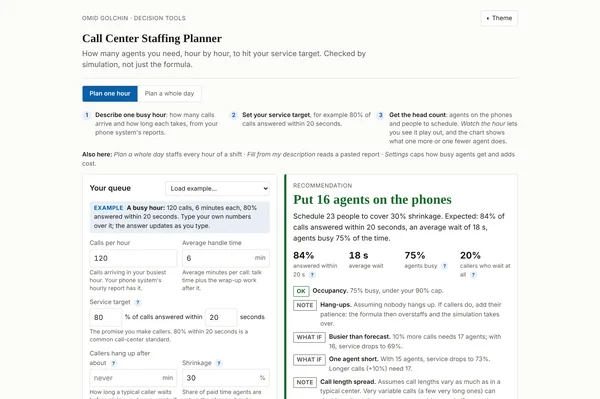 OMID GOLCHIN · DECISION TOOLS
Theme
Call Center Staffing Planner
How many agents you need, hour by hour, to hit your service target. Checked by
simulation, not just the formula.
Plan one hour
Plan a whole day
1 Describe one busy hour: how many
calls arrive and how long each takes, from your
phone system's reports.
2 Set your service target, for example 80% of
calls answered within 20 seconds.
3 Get the head count: agents on the phones
and people to schedule. Watch the hour lets
you see it play out, and the chart shows
what one more or one fewer agent does.
Also here: Plan a whole day staffs every hour of a shift · Fill from my description reads a pasted report · Settings caps how busy agents get and adds
cost.
Your queue
Load example...
EXAMPLE A busy hour: 120 calls, 6 minutes each, 80%
answered within 20 seconds. Type your own numbers
over it; the answer updates as you type.
Calls per hour
120
Calls arriving in your busiest
hour. Your phone system's
hourly report has it.
Average handle time
6 min
Average minutes per call: talk
time plus the wrap-up work
after it.
Service target ?
80 % of calls answered within 20 seconds
The promise you make callers. 80% within 20 seconds is a
common call-center standard.
Callers hang up after
about ?
never min
How long a typical caller waits
Shrinkage ?
30 %
Share of paid time agents are
RECOMMENDATION
Put 16 agents on the phones
Schedule 23 people to cover 30% shrinkage. Expected: 84% of
calls answered within 20 seconds, an average wait of 18 s,
agents busy 75% of the time.
84%
answered within
20 s ?
18 s
average wait
75%
agents busy ?
20%
callers who wait at
all ?
OK Occupancy. 75% busy, under your 90% cap.
NOTE Hang-ups. Assuming nobody hangs up. If callers do, add their
patience: the formula then overstaffs and the simulation takes
over.
WHAT IF Busier than forecast. 10% more calls needs 17 agents; with
16, service drops to 69%.
WHAT IF One agent short. With 15 agents, service drops to 73%.
Longer calls (+10%) need 17.
NOTE Call length spread. Assumes call lengths vary as much as in a
typical center. Very variable calls (a few very long ones) can